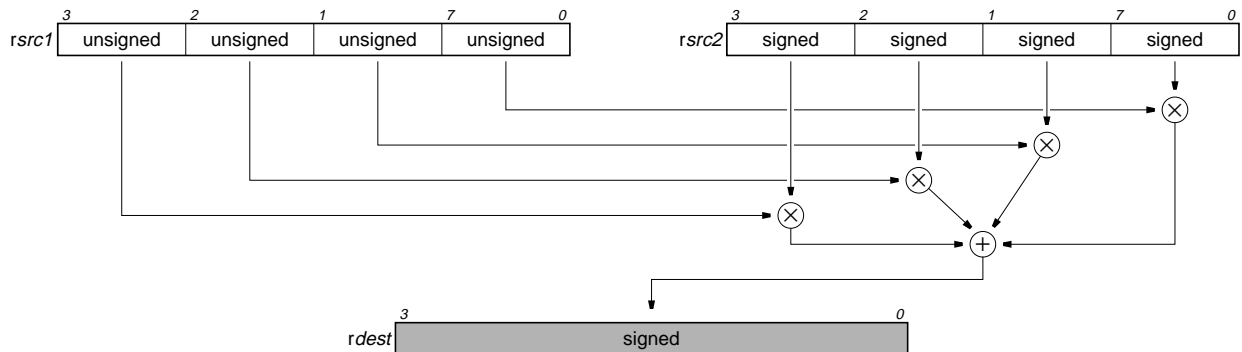 3 2 1 7 0 3 2 1 7 0
rsrc1 unsigned unsigned unsigned unsigned rsrc2 signed signed signed signed
× × × ×
+
3 0
rdest signed